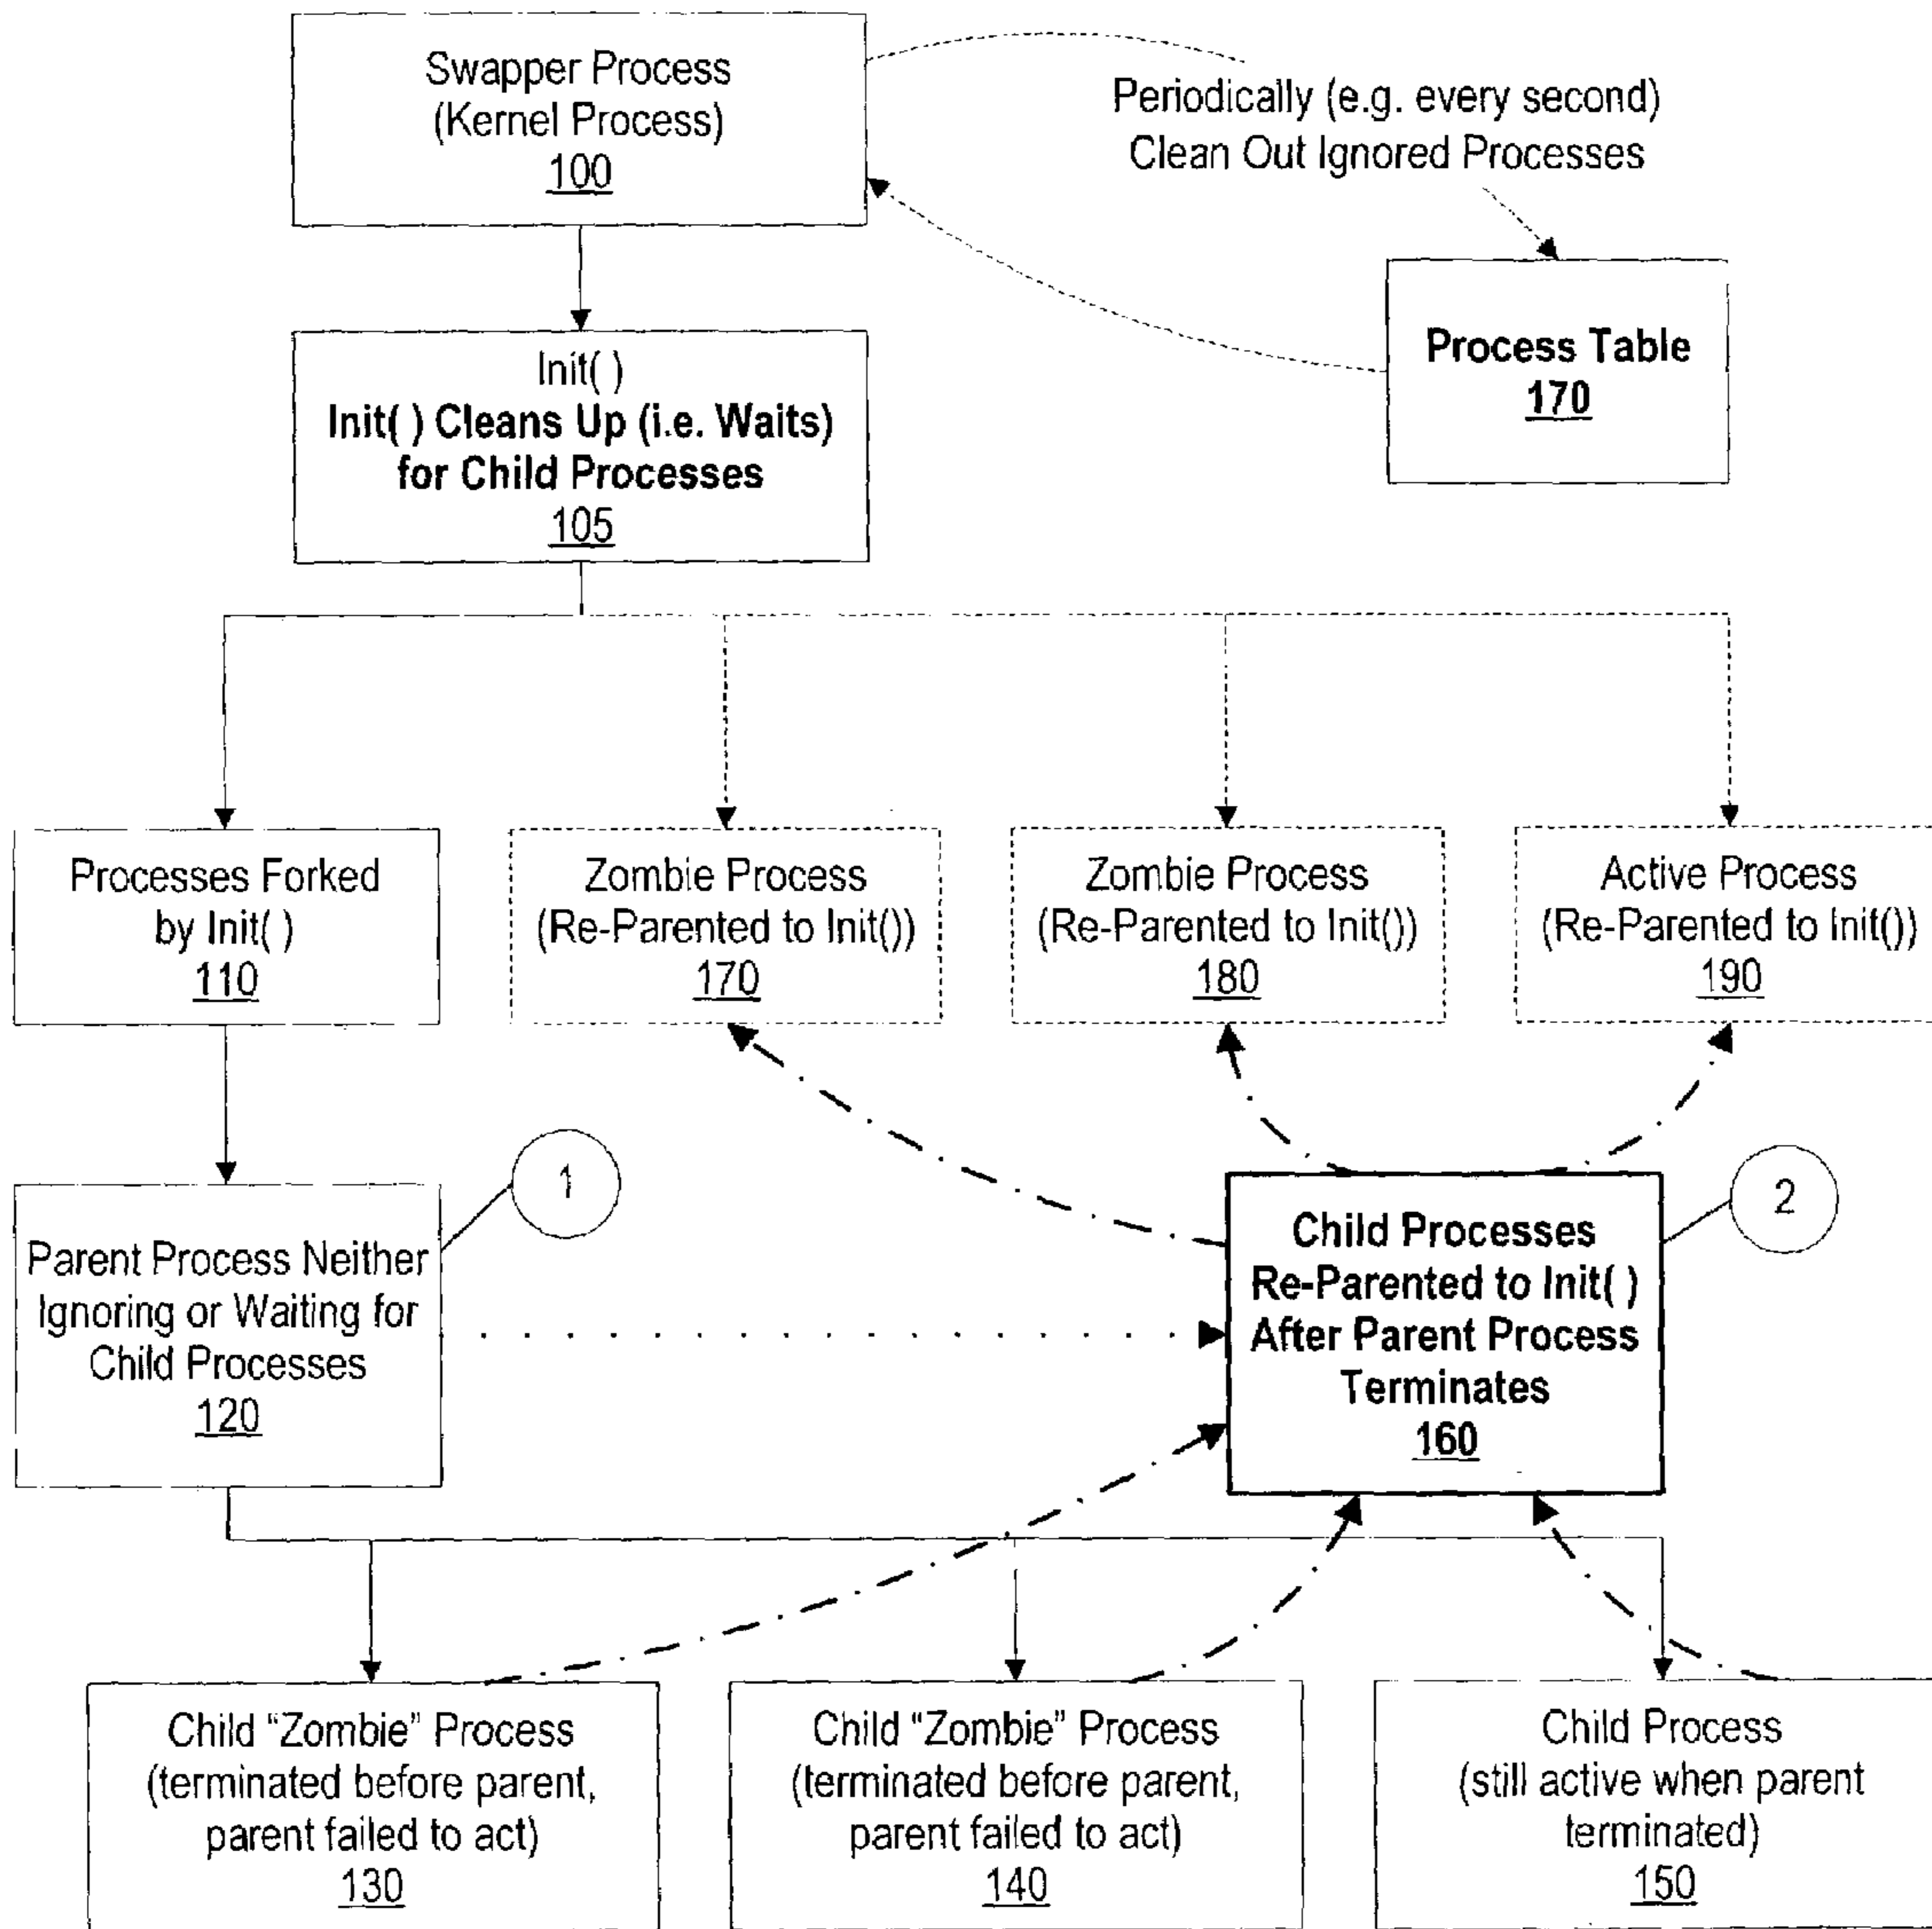 Swapper Process
(Kernel Process)
100
Periodically (e.g. every second)
Clean Out Ignored Processes
Process Table
170
Init( )
Init( ) Cleans Up (i.e. Waits)
for Child Processes
105
Processes Forked
by Init( )
110
Zombie Process
(Re-Parented to Init())
170
Zombie Process
(Re-Parented to Init())
180
Active Process
(Re-Parented to Init())
190
1
2
Parent Process Neither
Ignoring or Waiting for
Child Processes
120
Child Processes
Re-Parented to Init( )
After Parent Process
Terminates
160
Child “Zombie” Process
(terminated before parent,
parent failed to act)
130
Child “Zombie” Process
(terminated before parent,
parent failed to act)
140
Child Process
(still active when parent
terminated)
150